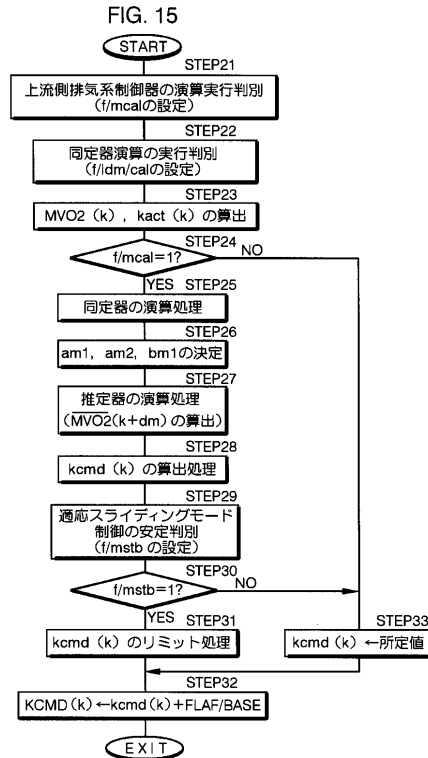 FIG. 15
START
STEP21
上流側排気系制御器の演算実行判別
(f/mcalの設定)
STEP22
同定器演算の実行判別
(f/idm/calの設定)
STEP23
MVO2 (k) , kact (k) の算出
STEP24
f/mcal=1?
NO
YES
STEP25
同定器の演算処理
STEP26
am1, am2, bm1の決定
STEP27
推定器の演算処理
(M̅V̅O̅2̅(k+dm) の算出)
STEP28
kcmd (k) の算出処理
STEP29
適応スライディングモード
制御の安定判別
(f/mstb の設定)
STEP30
f/mstb=1?
NO
YES
STEP31
kcmd (k) のリミット処理
STEP33
kcmd (k) ←所定値
STEP32
KCMD(k)←kcmd(k)+FLAF/BASE
EXIT